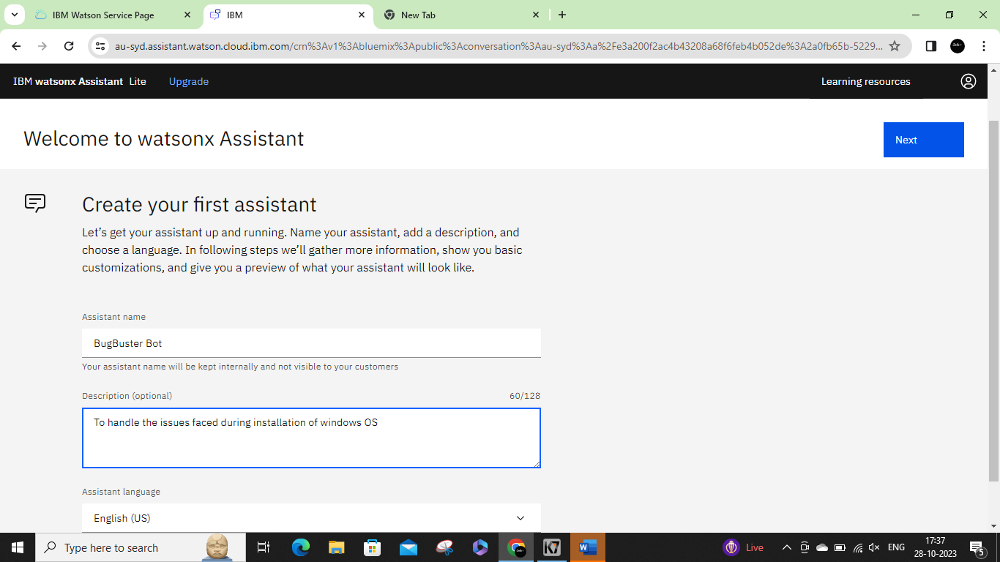 IBM Watson Service Page
IBM
New Tab
au-syd.assistant.watson.cloud.ibm.com/crn%3Av1%3Abluemix%3Apublic%3Aconversation%3Aau-syd%3Aa%2Fe3a200f2ac4b43208a68f6feb4b052de%3A2a0fb65b-5229...
IBM watsonx Assistant Lite
Upgrade
Learning resources
Welcome to watsonx Assistant
Next
Create your first assistant
Let's get your assistant up and running. Name your assistant, add a description, and
choose a language. In following steps we'll gather more information, show you basic
customizations, and give you a preview of what your assistant will look like.
Assistant name
BugBuster Bot
Your assistant name will be kept internally and not visible to your customers
Description (optional)
60/128
To handle the issues faced during installation of windows OS
Assistant language
English (US)
Type here to search
Live
ENG
17:37
28-10-2023
5